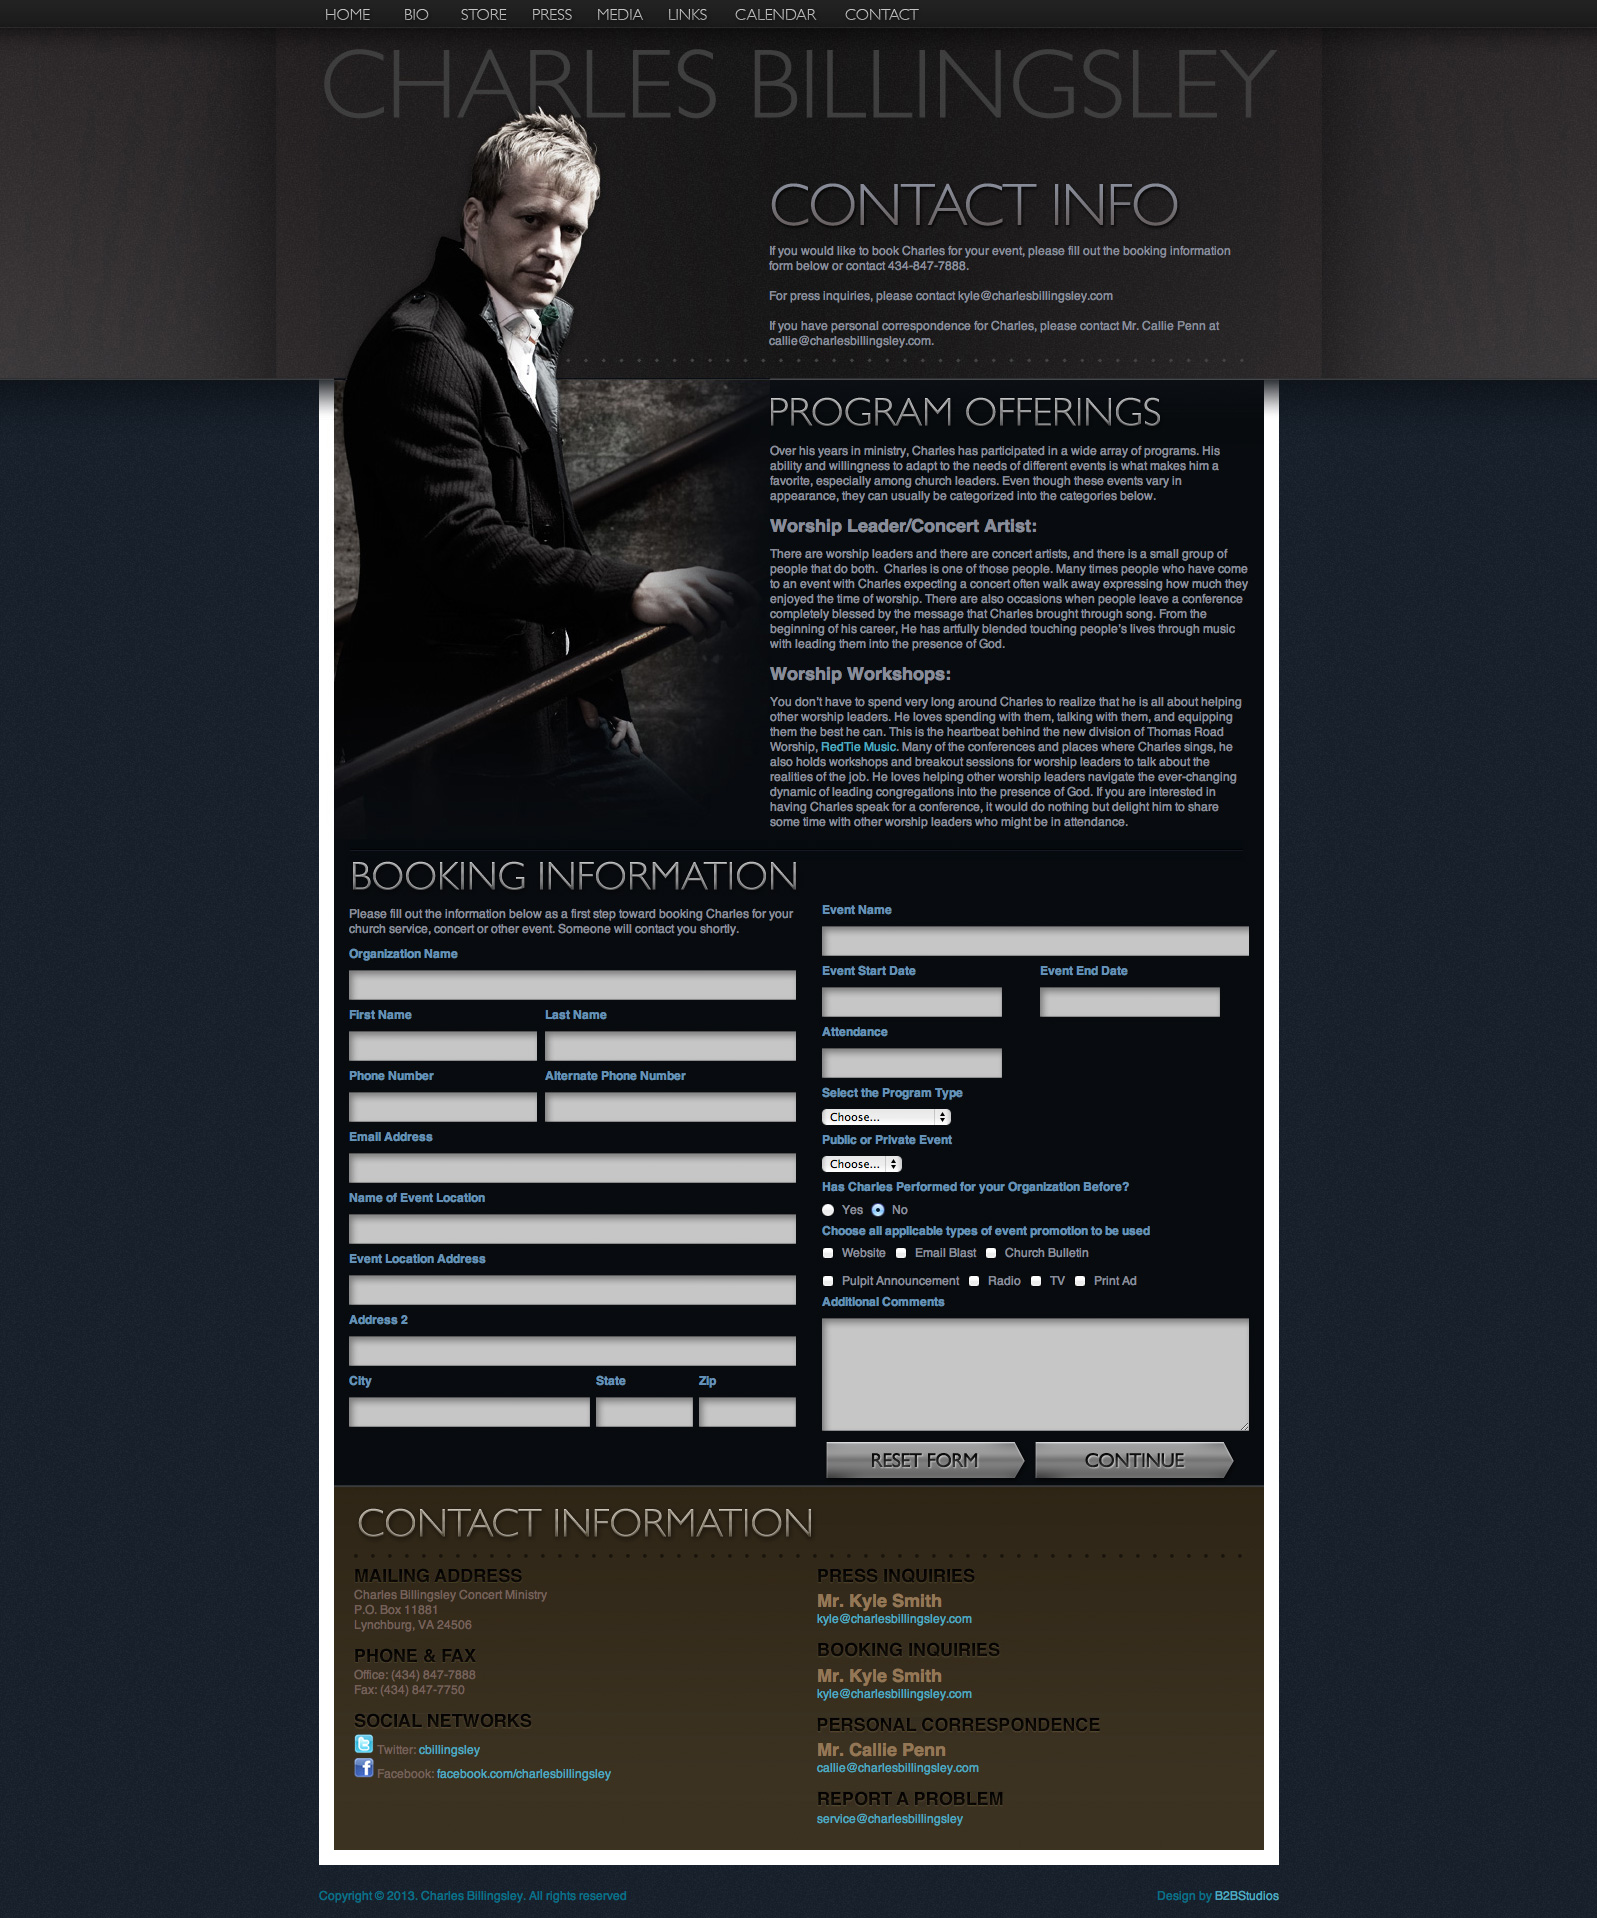 HOME BIO STORE PRESS MEDIA LINKS CALENDAR CONTACT
CHARLES BILLINGSLEY
CONTACT INFO
If you would like to book Charles for your event, please fill out the booking information
form below or contact 434-847-7888.
For press inquiries, please contact kyle@charlesbillingsley.com
If you have personal correspondence for Charles, please contact Mr. Callie Penn at
callie@charlesbillingsley.com.
PROGRAM OFFERINGS
Over his years in ministry, Charles has participated in a wide array of programs. His
ability and willingness to adapt to the needs of different events is what makes him a
favorite, especially among church leaders. Even though these events vary in
appearance, they can usually be categorized into the categories below.
Worship Leader/Concert Artist:
There are worship leaders and there are concert artists, and there is a small group of
people that do both.  Charles is one of those people. Many times people who have come
to an event with Charles expecting a concert often walk away expressing how much they
enjoyed the time of worship. There are also occasions when people leave a conference
completely blessed by the message that Charles brought through song. From the
beginning of his career, He has artfully blended touching people's lives through music
with leading them into the presence of God.
Worship Workshops:
You don't have to spend very long around Charles to realize that he is all about helping
other worship leaders. He loves spending with them, talking with them, and equipping
them the best he can. This is the heartbeat behind the new division of Thomas Road
Worship, RedTie Music. Many of the conferences and places where Charles sings, he
also holds workshops and breakout sessions for worship leaders to talk about the
realities of the job. He loves helping other worship leaders navigate the ever-changing
dynamic of leading congregations into the presence of God. If you are interested in
having Charles speak for a conference, it would do nothing but delight him to share
some time with other worship leaders who might be in attendance.
BOOKING INFORMATION
Please fill out the information below as a first step toward booking Charles for your
church service, concert or other event. Someone will contact you shortly.
Organization Name
First Name Last Name
Phone Number Alternate Phone Number
Email Address
Name of Event Location
Event Location Address
Address 2
City State Zip
Event Name
Event Start Date Event End Date
Attendance
Select the Program Type
Choose...
Public or Private Event
Choose...
Has Charles Performed for your Organization Before?
Yes No
Choose all applicable types of event promotion to be used
Website Email Blast Church Bulletin
Pulpit Announcement Radio TV Print Ad
Additional Comments
RESET FORM CONTINUE
CONTACT INFORMATION
MAILING ADDRESS
Charles Billingsley Concert Ministry
P.O. Box 11881
Lynchburg, VA 24506
PHONE & FAX
Office: (434) 847-7888
Fax: (434) 847-7750
SOCIAL NETWORKS
Twitter: cbillingsley
Facebook: facebook.com/charlesbillingsley
PRESS INQUIRIES
Mr. Kyle Smith
kyle@charlesbillingsley.com
BOOKING INQUIRIES
Mr. Kyle Smith
kyle@charlesbillingsley.com
PERSONAL CORRESPONDENCE
Mr. Callie Penn
callie@charlesbillingsley.com
REPORT A PROBLEM
service@charlesbillingsley
Copyright © 2013. Charles Billingsley. All rights reserved
Design by B2BStudios